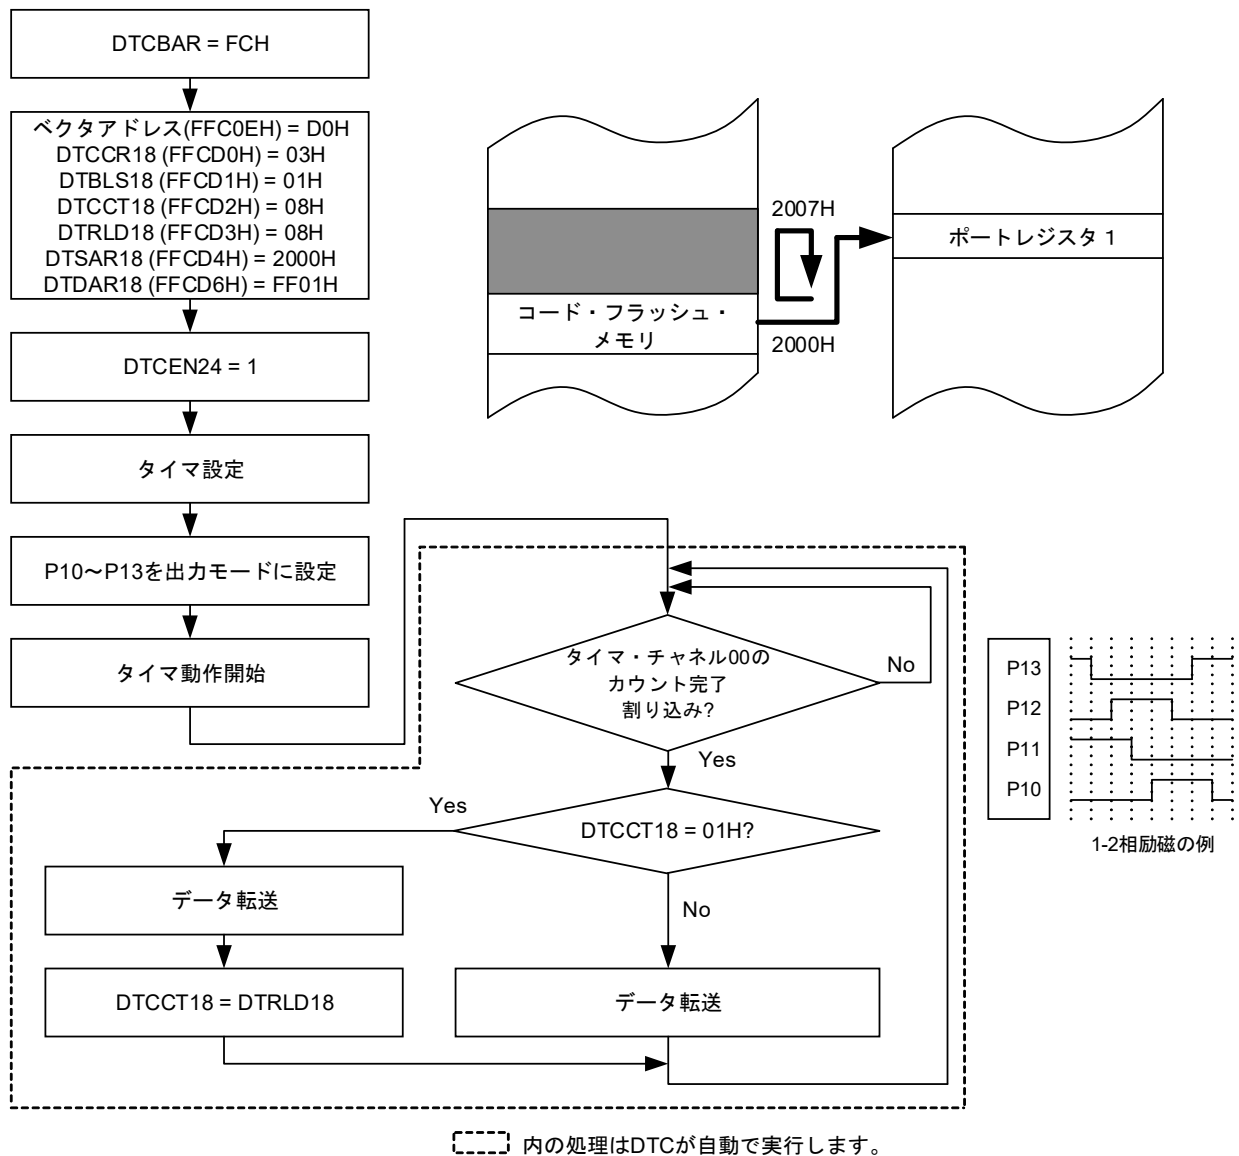 DTCBAR = FCH
ベクタアドレス(FFC0EH) = D0H
DTCCR18 (FFCD0H) = 03H
DTBLS18 (FFCD1H) = 01H
DTCCT18 (FFCD2H) = 08H
DTRLD18 (FFCD3H) = 08H
DTSAR18 (FFCD4H) = 2000H
DTDAR18 (FFCD6H) = FF01H
DTCEN24 = 1
タイマ設定
P10～P13を出力モードに設定
タイマ動作開始
2007H
コード・フラッシュ・
メモリ
2000H
ポートレジスタ 1
タイマ・チャネル00の
カウント完了
割り込み?
No
Yes
DTCCT18 = 01H?
Yes
No
データ転送
DTCCT18 = DTRLD18
データ転送
P13
P12
P11
P10
1-2相励磁の例
内の処理はDTCが自動で実行します。